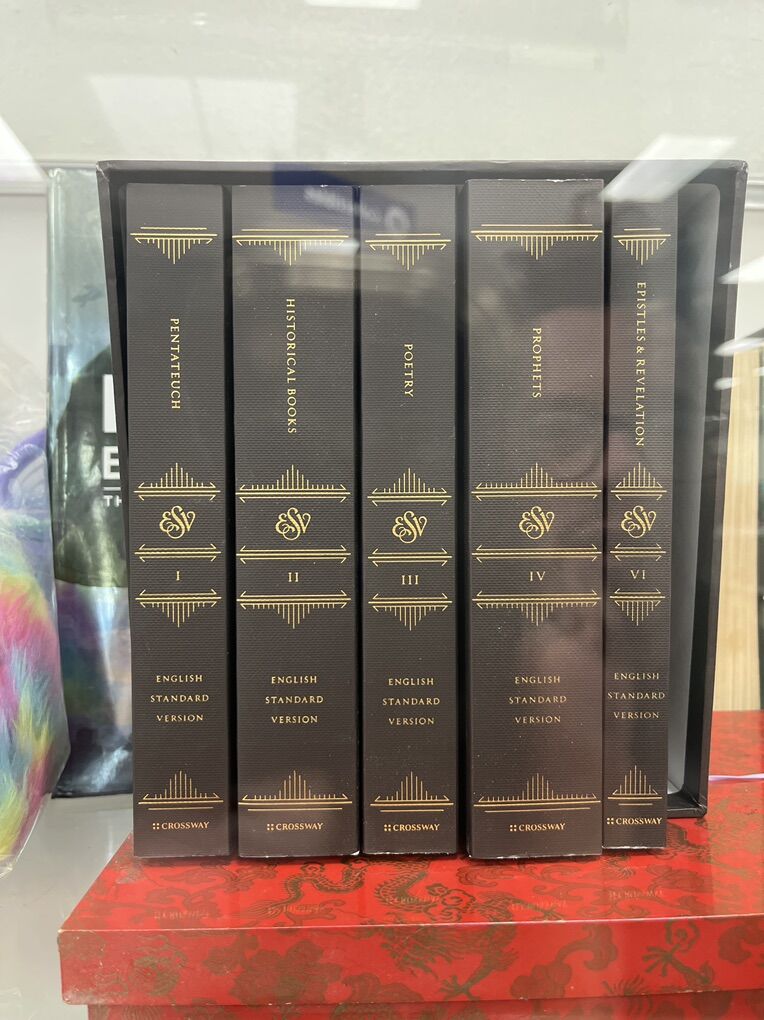 PENTATEUCH
ESV
I
ENGLISH
STANDARD
VERSION
CROSSWAY
HISTORICAL BOOKS
ESV
II
ENGLISH
STANDARD
VERSION
CROSSWAY
POETRY
ESV
III
ENGLISH
STANDARD
VERSION
CROSSWAY
PROPHETS
ESV
IV
ENGLISH
STANDARD
VERSION
CROSSWAY
EPISTLES & REVELATION
ESV
VI
ENGLISH
STANDARD
VERSION
CROSSWAY